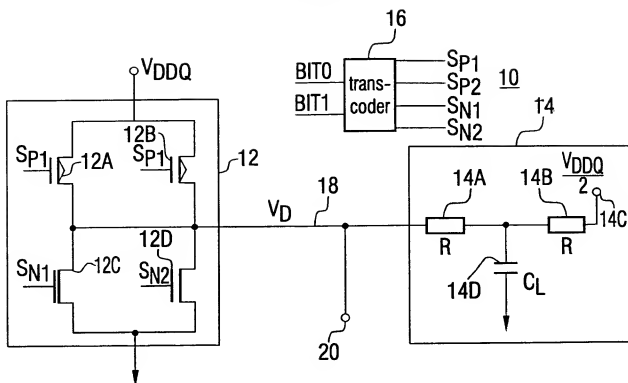 16
V_DDQ
BIT0
BIT1
trans-
coder
S_P1
S_P2
S_N1
S_N2
10
14
12B
S_P1
12A
S_P1
12
V_DDQ
2
14A
14B
14C
V_D
18
R
R
12D
S_N1
12C
S_N2
14D
C_L
20